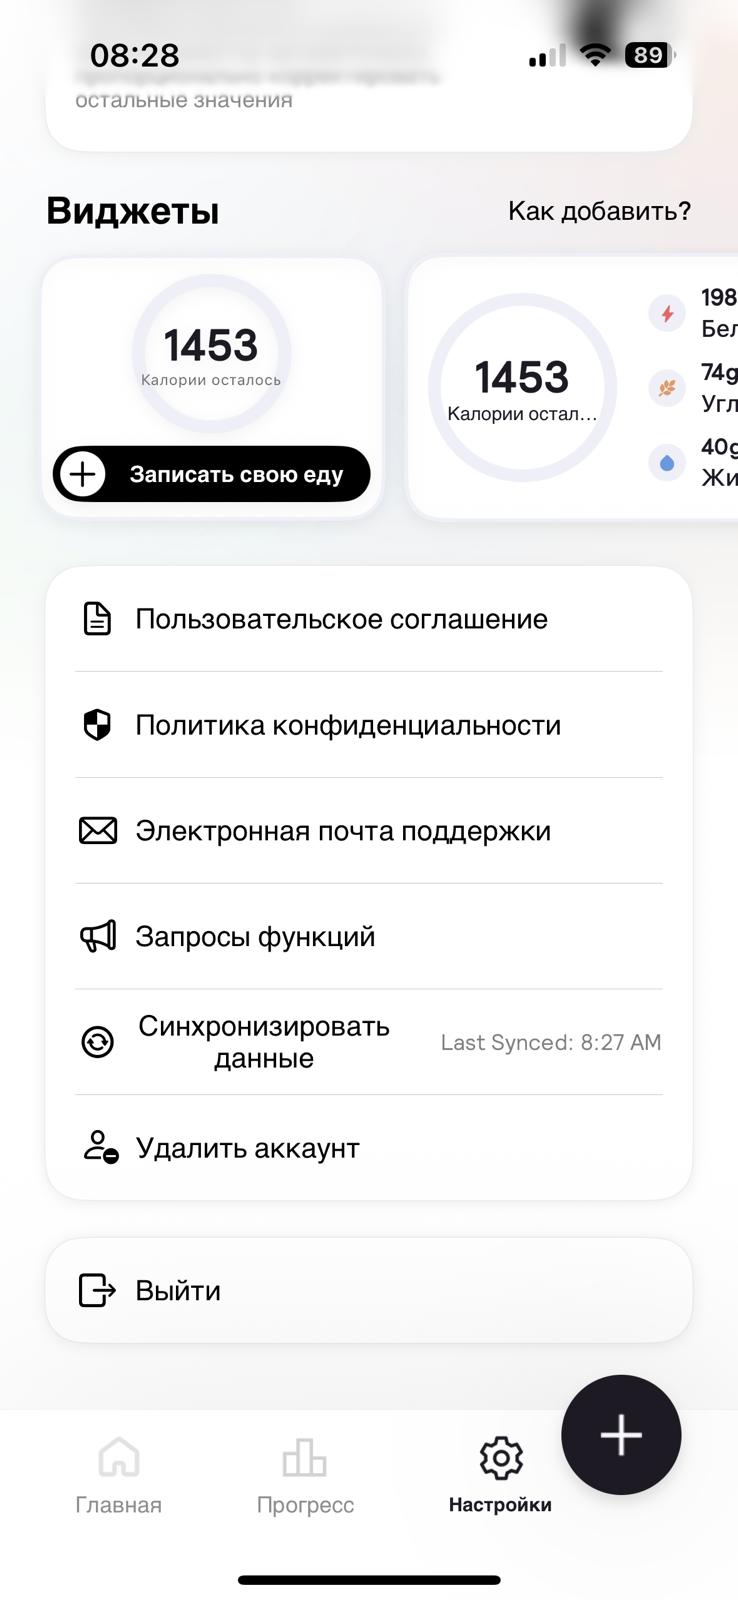 08:28
89
пропорционально корректировать
остальные значения
Виджеты
Как добавить?
1453
Калории осталось
Записать свою еду
1453
Калории остал...
198
Бел
74g
Угл
40g
Жи
Пользовательское соглашение
Политика конфиденциальности
Электронная почта поддержки
Запросы функций
Синхронизировать
данные
Last Synced: 8:27 AM
Удалить аккаунт
Выйти
Главная
Прогресс
Настройки